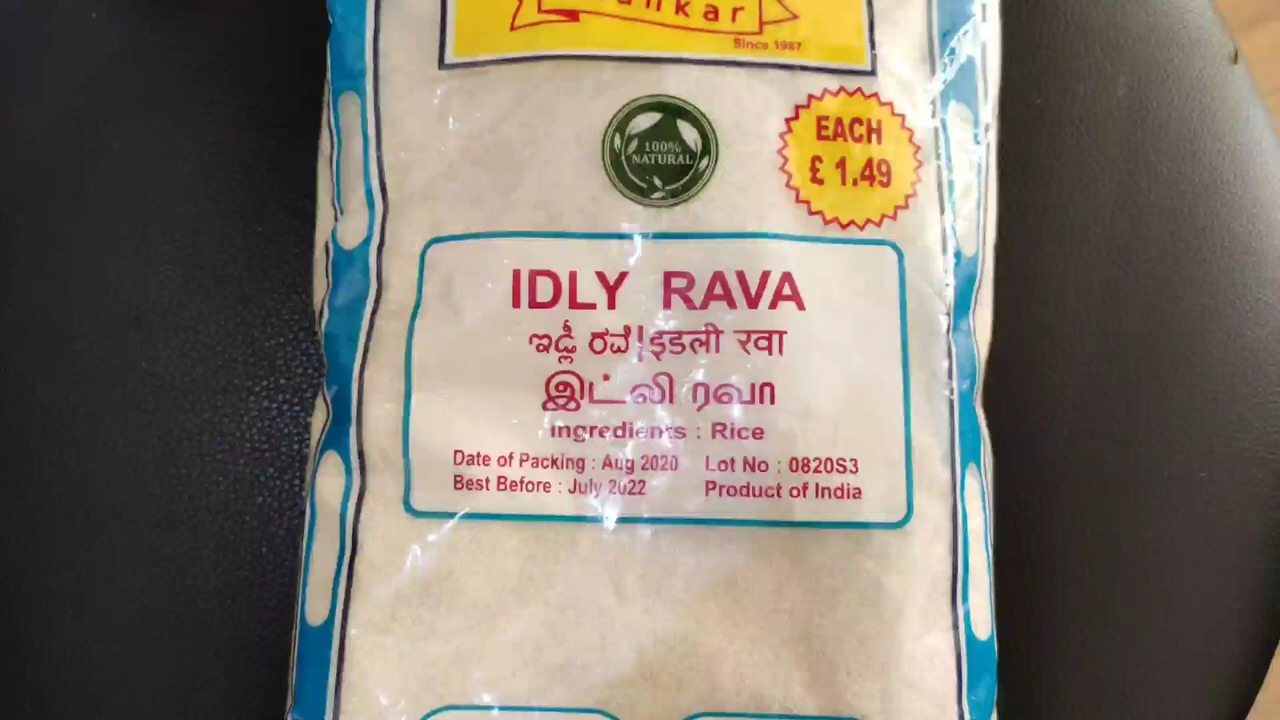 Since 1987
100%
NATURAL
EACH
£ 1.49
IDLY RAVA
ಇಡ್ಲಿ ರವೆ|इडली रवा
இட்லி ரவா
Ingredients : Rice
Date of Packing : Aug 2020 Lot No : 0820S3
Best Before : July 2022 Product of India